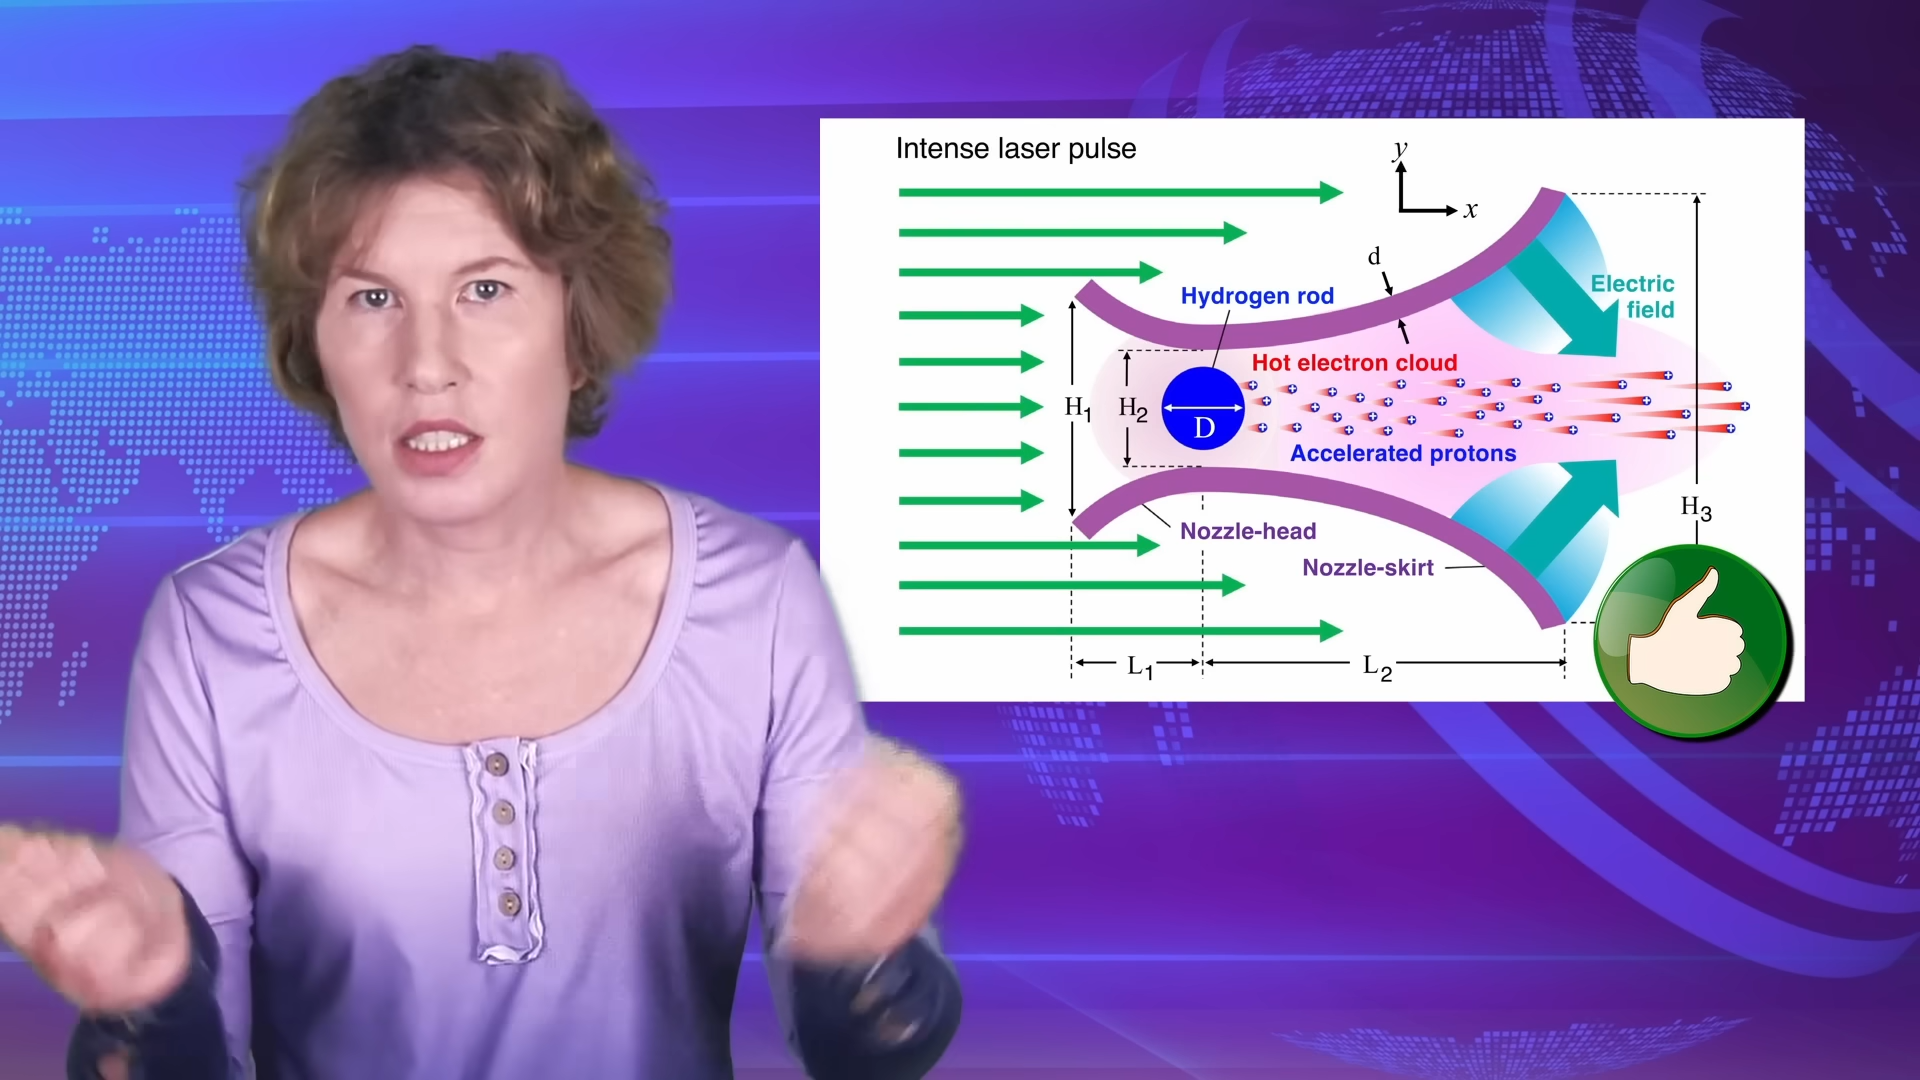 Intense laser pulse
y
x
d
Hydrogen rod
Electric
field
Hot electron cloud
H1
H2
D
Accelerated protons
H3
Nozzle-head
Nozzle-skirt
L1
L2